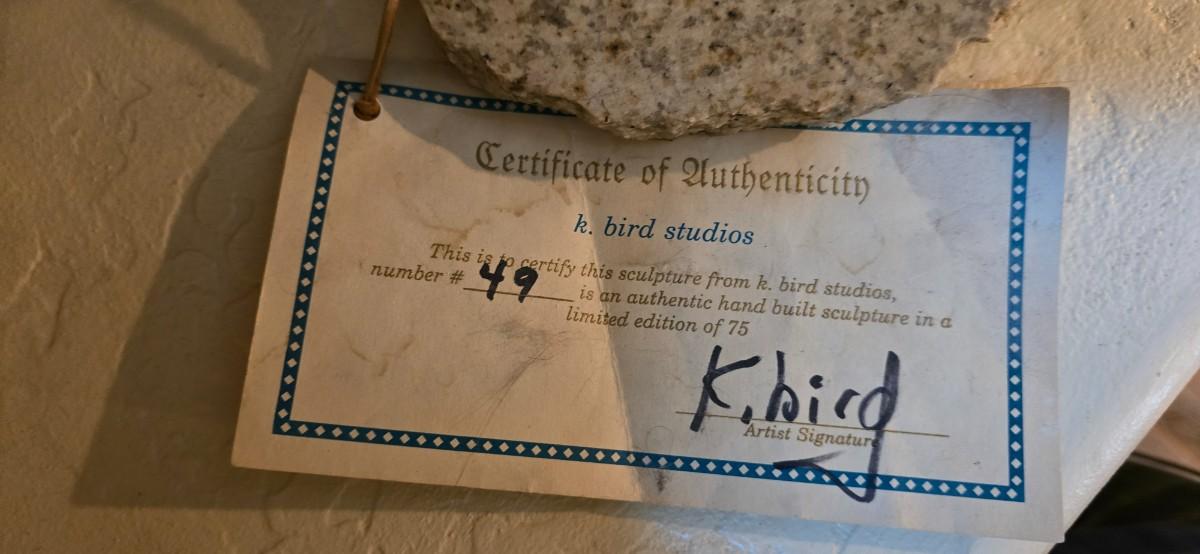 Certificate of Authenticity
k. bird studios
This is to certify this sculpture from k. bird studios,
number # 49 is an authentic hand built sculpture in a
limited edition of 75
K. bird
Artist Signature